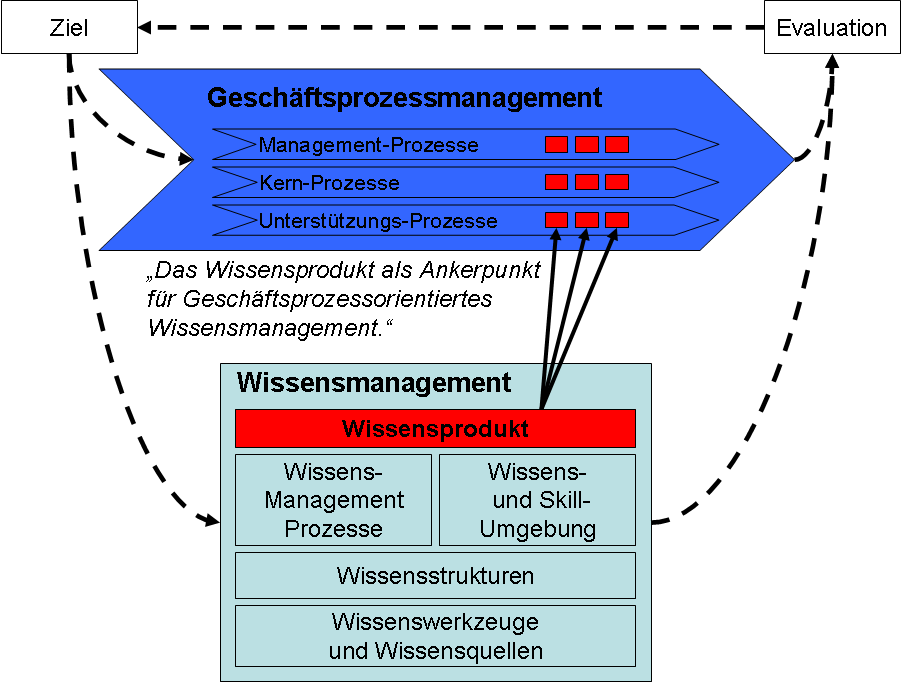 Ziel
Evaluation
Geschäftsprozessmanagement
Management-Prozesse
Kern-Prozesse
Unterstützungs-Prozesse
„Das Wissensprodukt als Ankerpunkt
für Geschäftsprozessorientiertes
Wissensmanagement.“
Wissensmanagement
Wissensprodukt
Wissens-
Management
Prozesse
Wissens-
und Skill-
Umgebung
Wissensstrukturen
Wissenswerkzeuge
und Wissensquellen